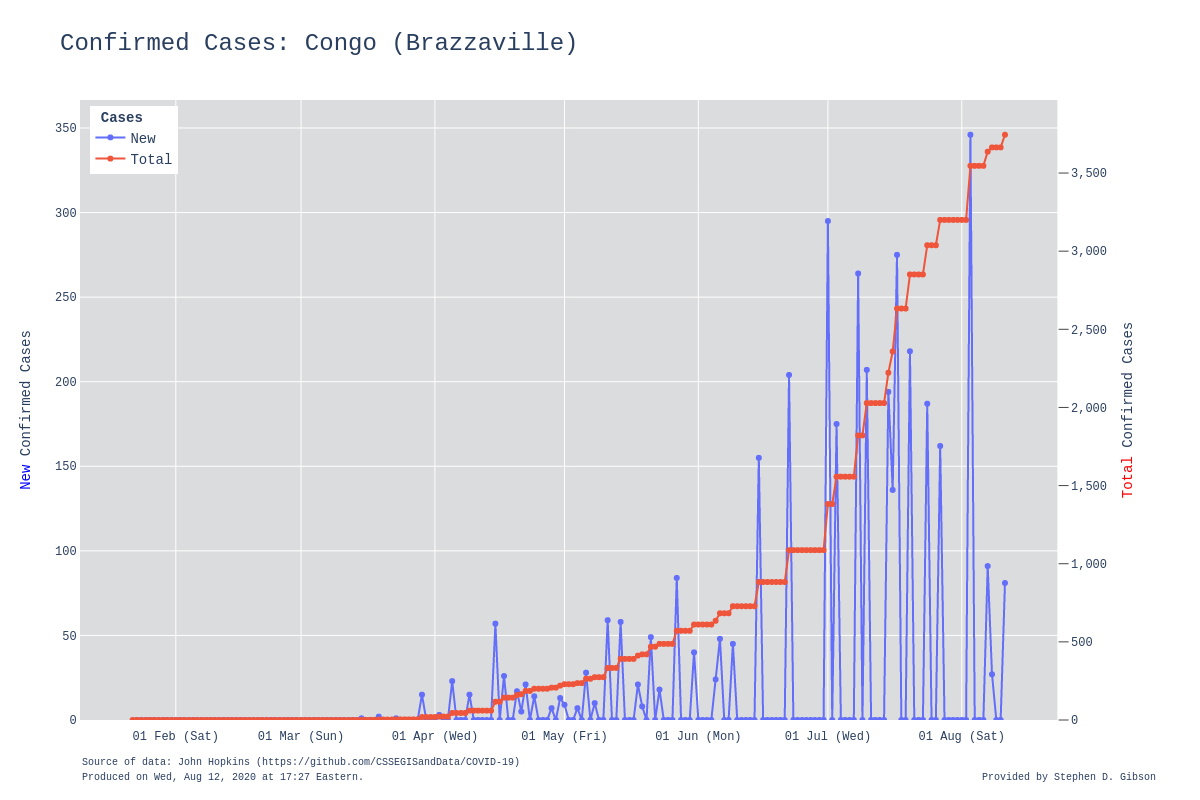 Confirmed Cases: Congo (Brazzaville)
Cases
New
Total
350
300
250
200
150
100
50
0
3,500
3,000
2,500
2,000
1,500
1,000
500
0
New Confirmed Cases
Total Confirmed Cases
01 Feb (Sat) 01 Mar (Sun) 01 Apr (Wed) 01 May (Fri) 01 Jun (Mon) 01 Jul (Wed) 01 Aug (Sat)
Source of data: John Hopkins (https://github.com/CSSEGISandData/COVID-19)
Produced on Wed, Aug 12, 2020 at 17:27 Eastern.
Provided by Stephen D. Gibson